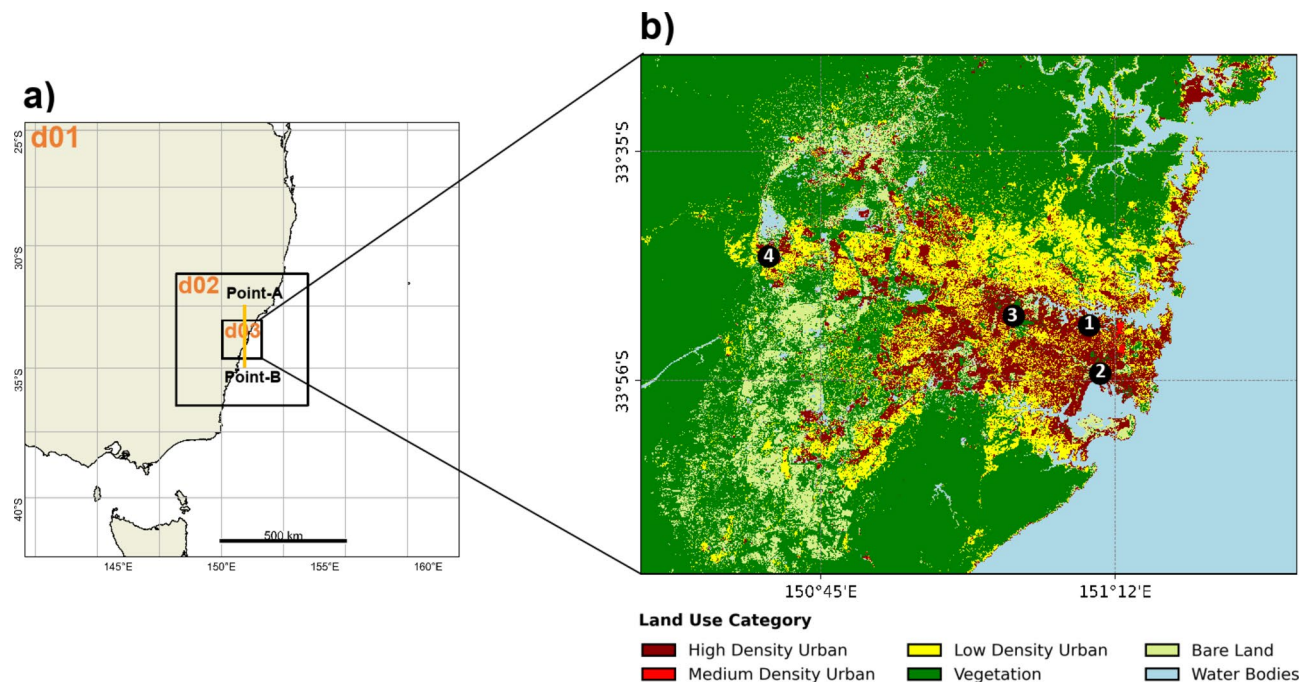 a)
d01
25°S
30°S
35°S
40°S
d02
Point-A
d03
Point-B
500 km
145°E
150°E
155°E
160°E
b)
33°35'S
33°56'S
4
3
1
2
150°45'E
151°12'E
Land Use Category
High Density Urban
Low Density Urban
Bare Land
Medium Density Urban
Vegetation
Water Bodies